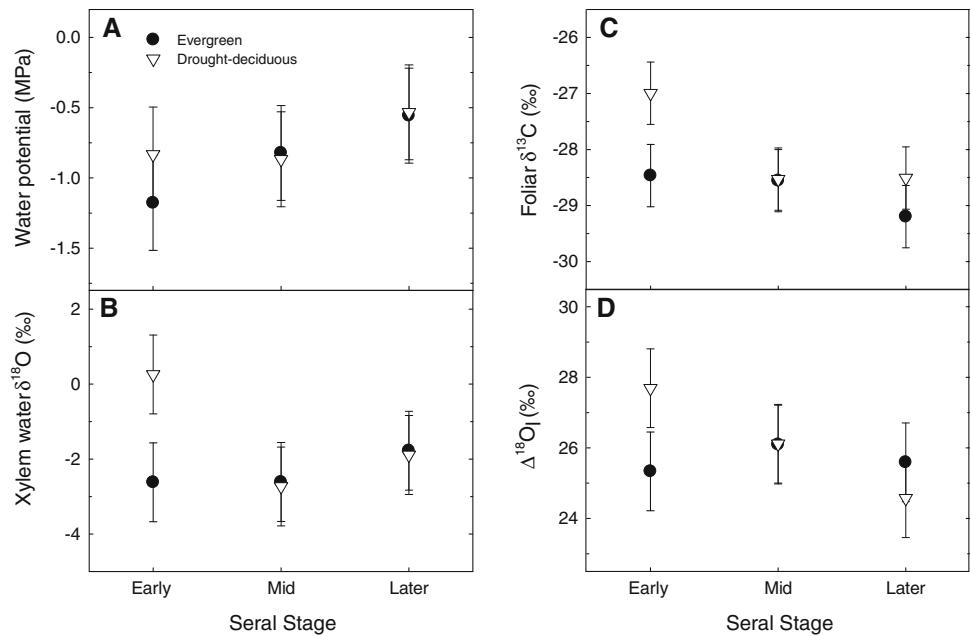 A
Evergreen
Drought-deciduous
Water potential (MPa)
0.0
-0.5
-1.0
-1.5
B
Xylem water δ18O (‰)
2
0
-2
-4
Early
Mid
Later
Seral Stage
C
Foliar δ13C (‰)
-26
-27
-28
-29
-30
D
Δ18Ol (‰)
30
28
26
24
Early
Mid
Later
Seral Stage